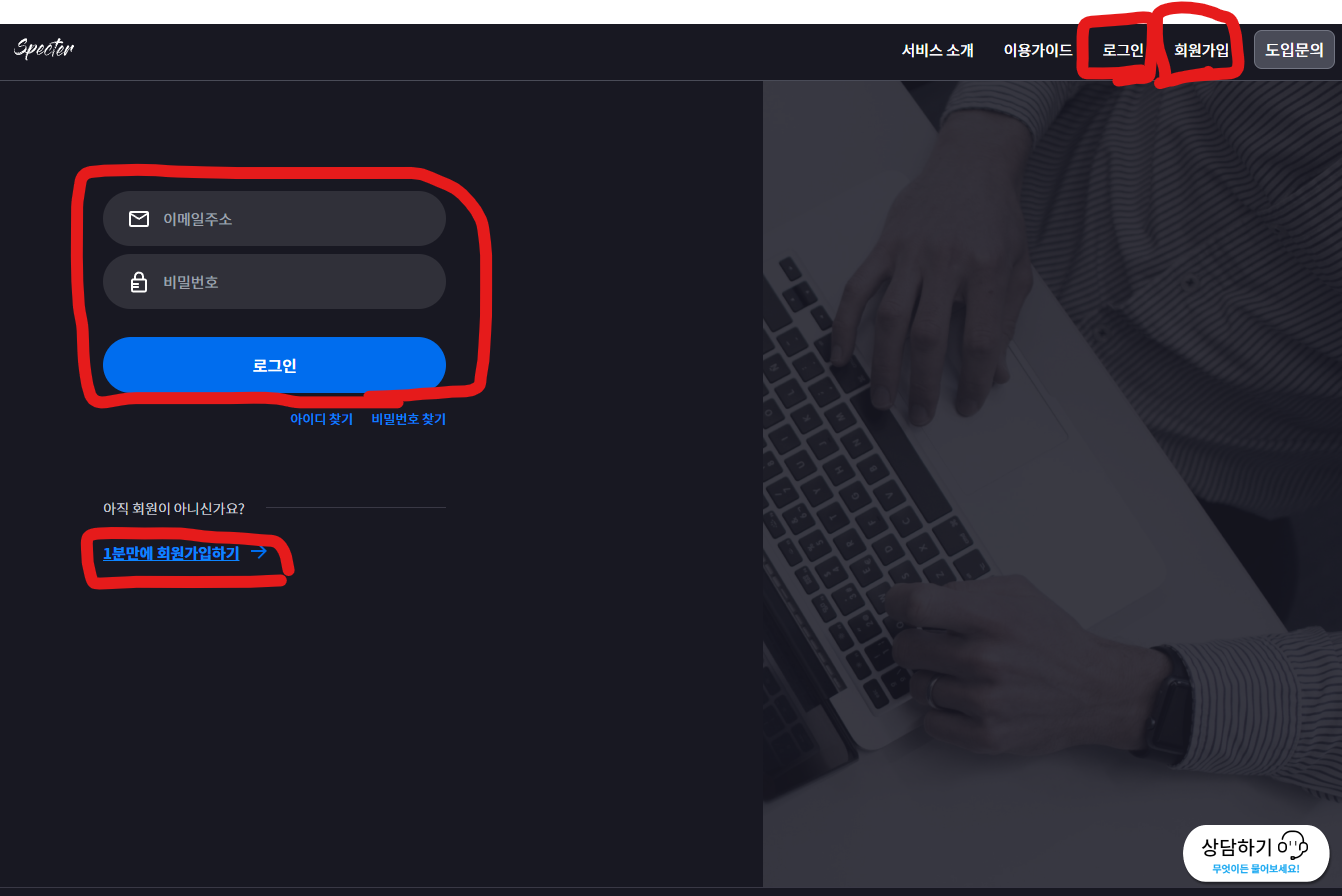 Specter
서비스 소개 이용가이드 로그인 회원가입 도입문의
이메일주소
비밀번호
로그인
아이디 찾기 비밀번호 찾기
아직 회원이 아니신가요?
1분만에 회원가입하기 →
상담하기
무엇이든 물어보세요!